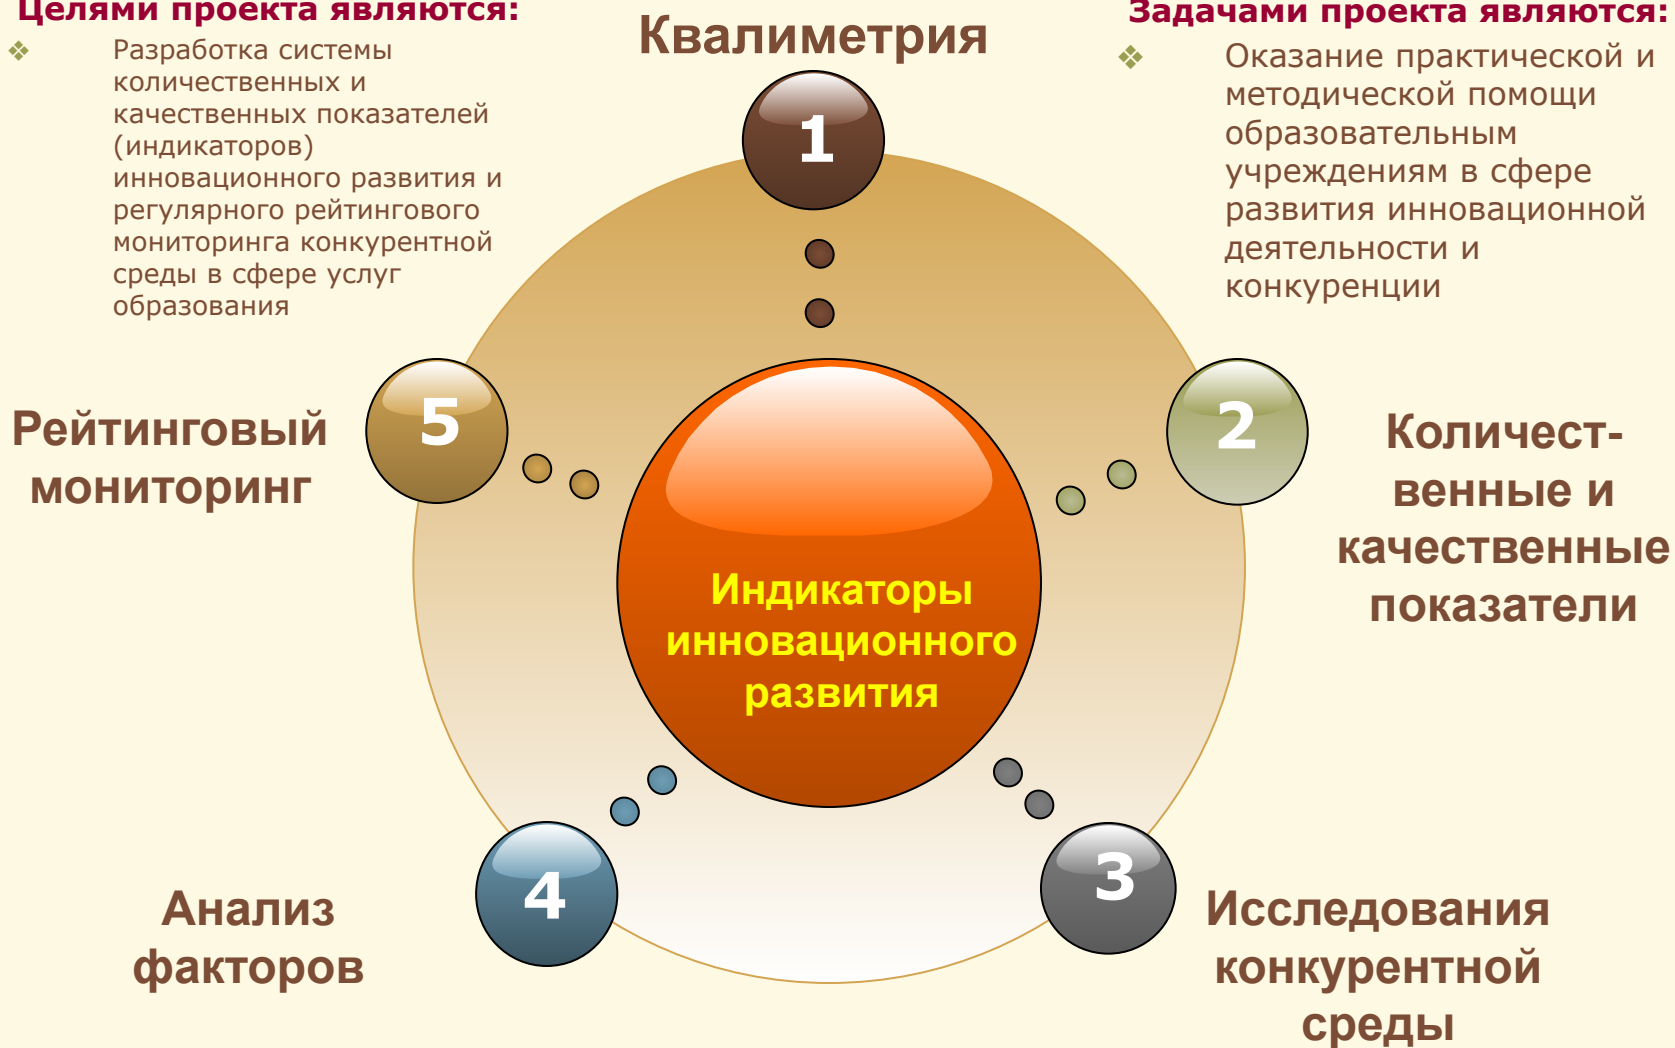 Целями проекта являются:
❖ Разработка системы
количественных и
качественных показателей
(индикаторов)
инновационного развития и
регулярного рейтингового
мониторинга конкурентной
среды в сфере услуг
образования
Квалиметрия
Задачами проекта являются:
❖ Оказание практической и
методической помощи
образовательным
учреждениям в сфере
развития инновационной
деятельности и
конкуренции
1
5
Рейтинговый
мониторинг
2
Количест-
венные и
качественные
показатели
Индикаторы
инновационного
развития
4
Анализ
факторов
3
Исследования
конкурентной
среды